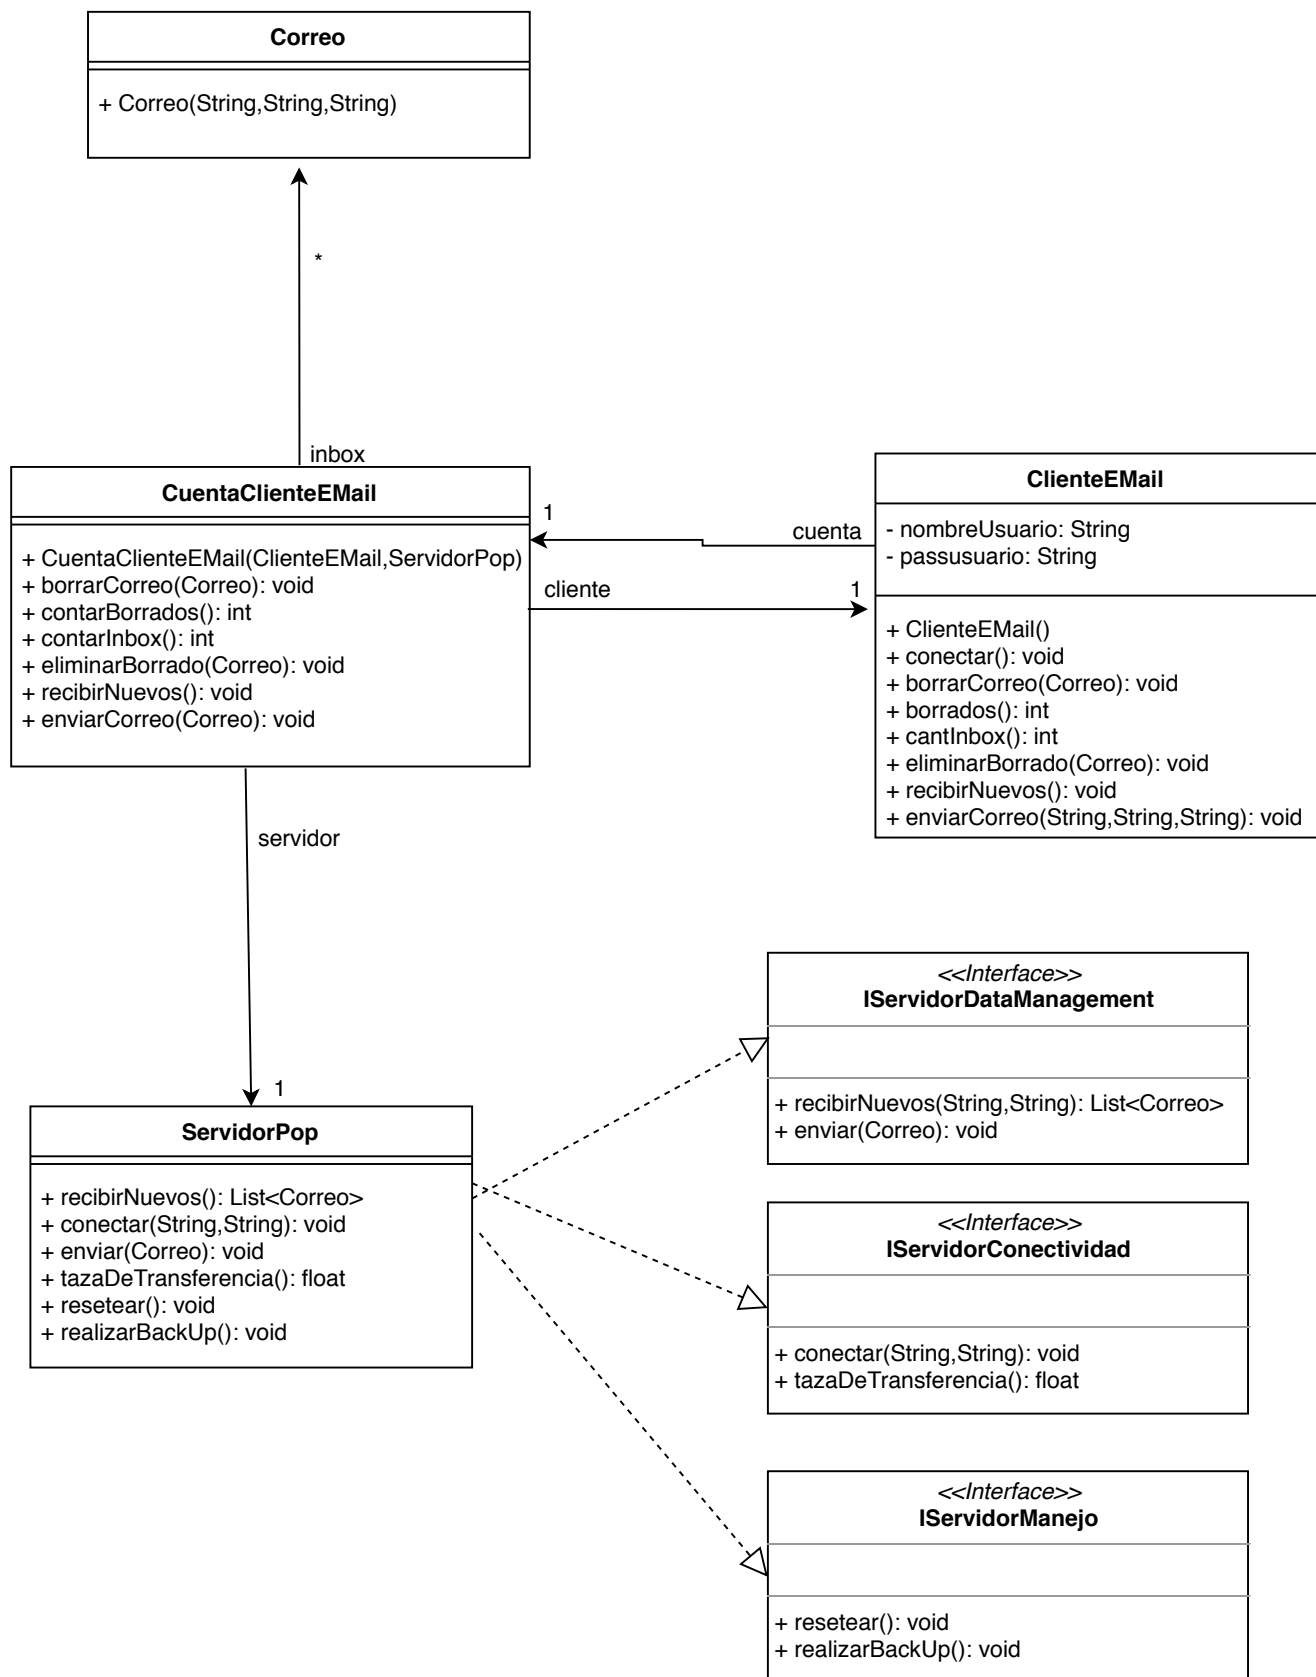 Correo
+ Correo(String,String,String)
*
inbox
CuentaClienteEMail
+ CuentaClienteEMail(ClienteEMail,ServidorPop)
+ borrarCorreo(Correo): void
+ contarBorrados(): int
+ contarInbox(): int
+ eliminarBorrado(Correo): void
+ recibirNuevos(): void
+ enviarCorreo(Correo): void
1
cuenta
cliente
1
ClienteEMail
- nombreUsuario: String
- passusuario: String
+ ClienteEMail()
+ conectar(): void
+ borrarCorreo(Correo): void
+ borrados(): int
+ cantInbox(): int
+ eliminarBorrado(Correo): void
+ recibirNuevos(): void
+ enviarCorreo(String,String,String): void
servidor
1
ServidorPop
+ recibirNuevos(): List<Correo>
+ conectar(String,String): void
+ enviar(Correo): void
+ tazaDeTransferencia(): float
+ resetear(): void
+ realizarBackUp(): void
<<Interface>>
IServidorDataManagement
+ recibirNuevos(String,String): List<Correo>
+ enviar(Correo): void
<<Interface>>
IServidorConectividad
+ conectar(String,String): void
+ tazaDeTransferencia(): float
<<Interface>>
IServidorManejo
+ resetear(): void
+ realizarBackUp(): void